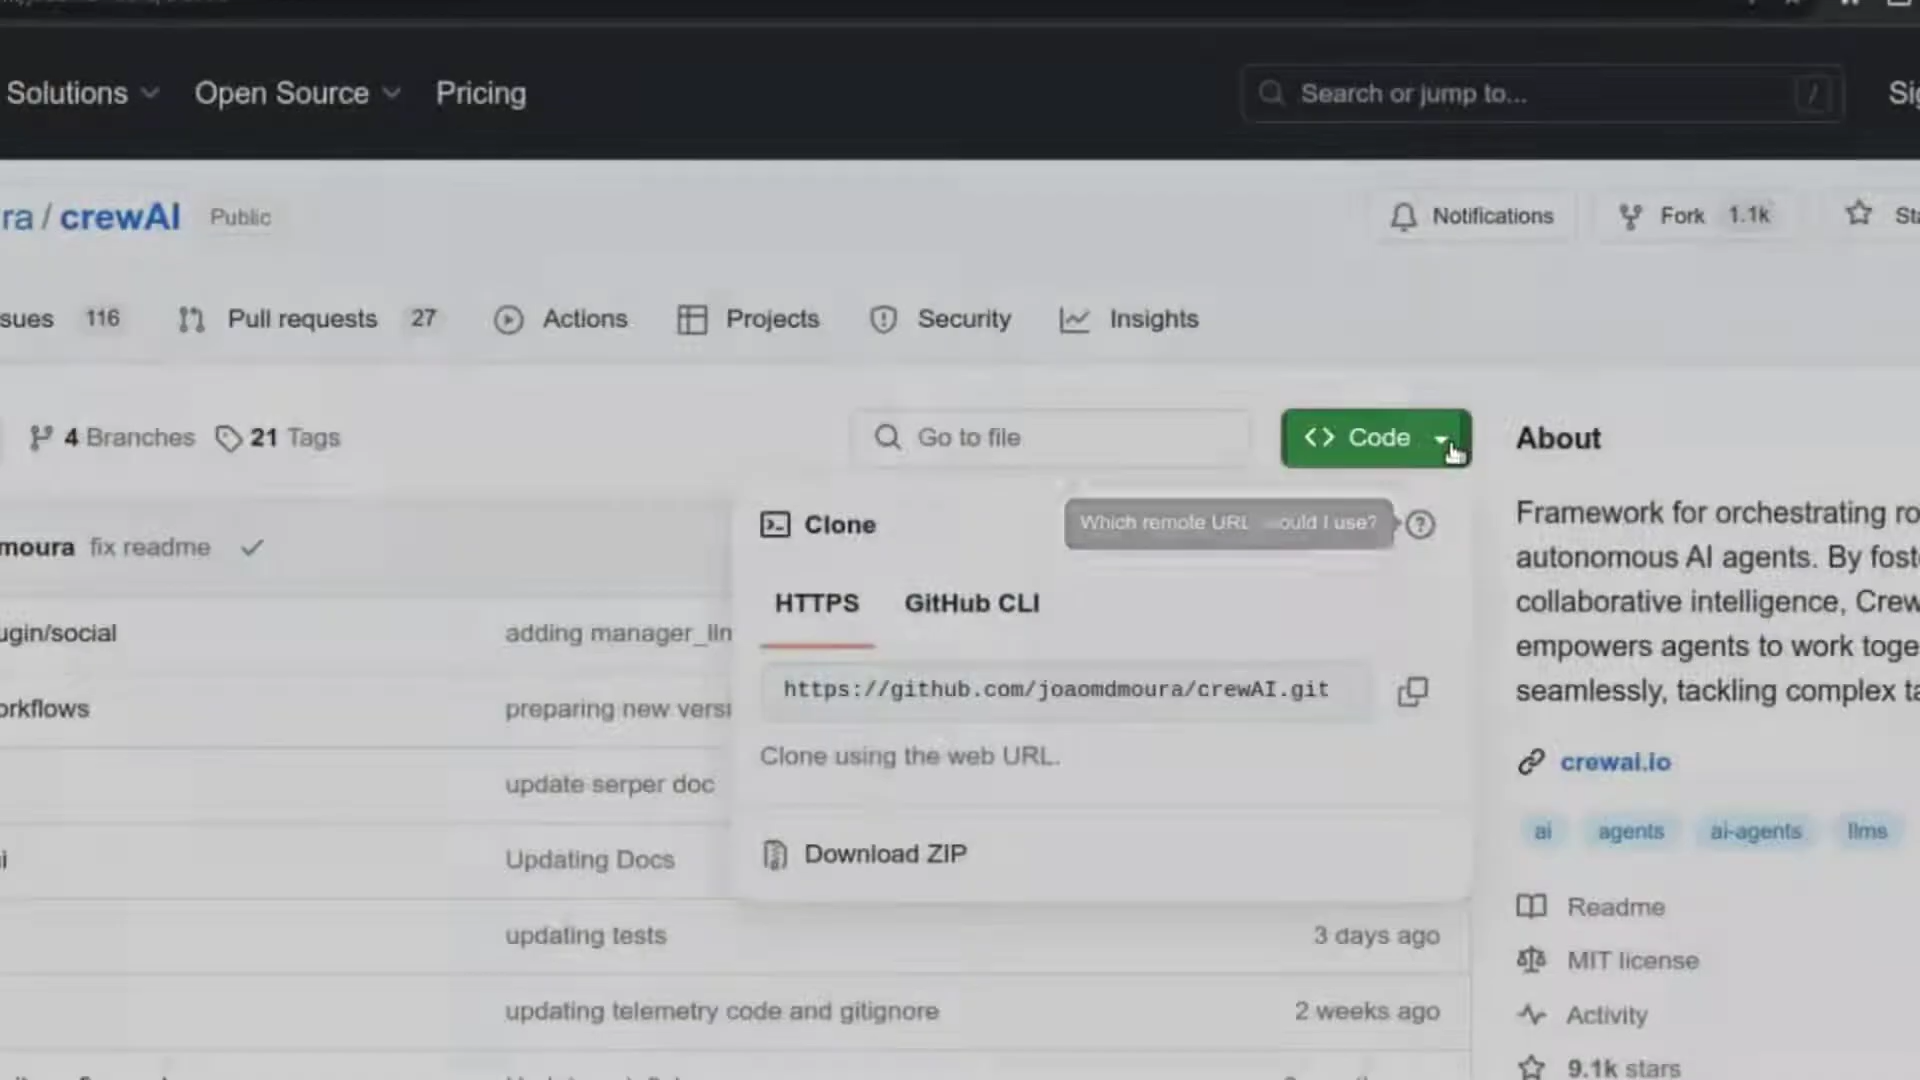 Solutions Open Source Pricing Search or jump to... /
ra / crewAI Public Notifications Fork 1.1k
116 Pull requests 27 Actions Projects Security Insights
4 Branches 21 Tags Go to file <> Code About
moura fix readme
Clone Which remote URL ould I use?
HTTPS GitHub CLI
https://github.com/joaomdmoura/crewAI.git
Clone using the web URL.
Download ZIP
ugin/social adding manager_lln
orkflows preparing new versi
update serper doc
Updating Docs
updating tests 3 days ago
updating telemetry code and gitignore 2 weeks ago
Framework for orchestrating ro
autonomous AI agents. By fost
collaborative intelligence, Crew
empowers agents to work toge
seamlessly, tackling complex ta
crewai.io
ai agents ai-agents llms
Readme
MIT license
Activity
9.1k stars